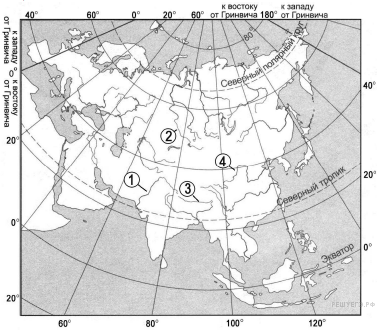 к востоку
от Гринвича
к западу
от Гринвича
40° 60° 0° 20° 60° 180°
80
Северный полярный круг
к западу
от Гринвича
0°
к востоку
от Гринвича
40°
20°
2
4
1
3
Северный тропик
20°
0°
Экватор
0°
20°
60° 80° 100° 120°
РЕШУЕГЭ.РФ